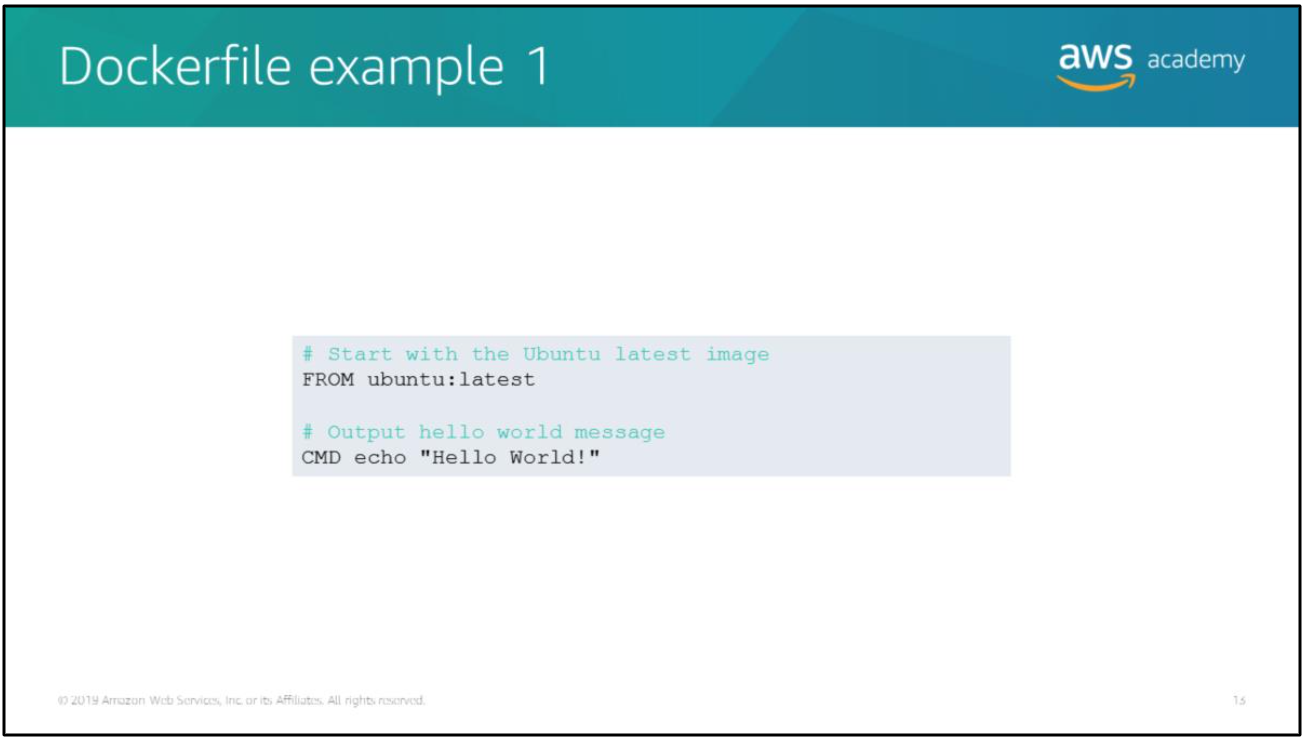 Dockerfile example 1
aws academy
# Start with the Ubuntu latest image
FROM ubuntu:latest
# Output hello world message
CMD echo "Hello World!"
© 2019 Amazon Web Services, Inc. or its Affiliates. All rights reserved.
13